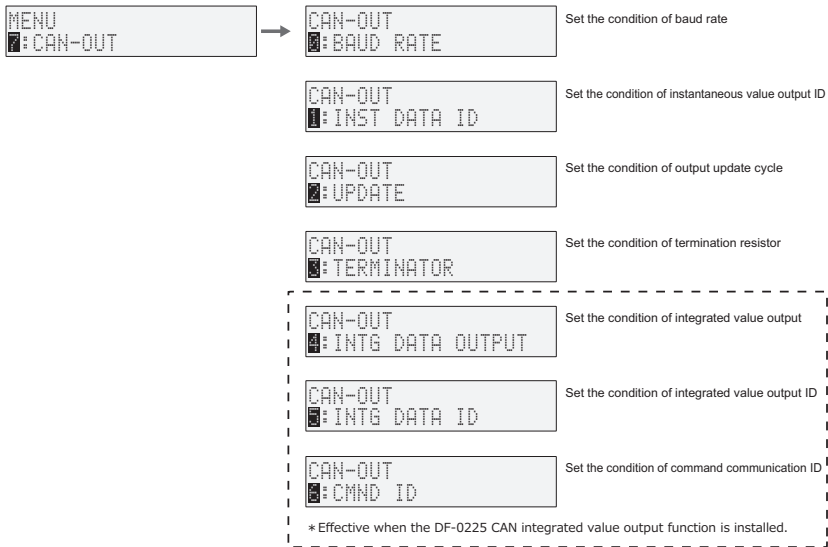 MENU
7:CAN-OUT
CAN-OUT
0:BAUD RATE
Set the condition of baud rate
CAN-OUT
1:INST DATA ID
Set the condition of instantaneous value output ID
CAN-OUT
2:UPDATE
Set the condition of output update cycle
CAN-OUT
3:TERMINATOR
Set the condition of termination resistor
CAN-OUT
4:INTG DATA OUTPUT
Set the condition of integrated value output
CAN-OUT
5:INTG DATA ID
Set the condition of integrated value output ID
CAN-OUT
6:CMND ID
Set the condition of command communication ID
*Effective when the DF-0225 CAN integrated value output function is installed.